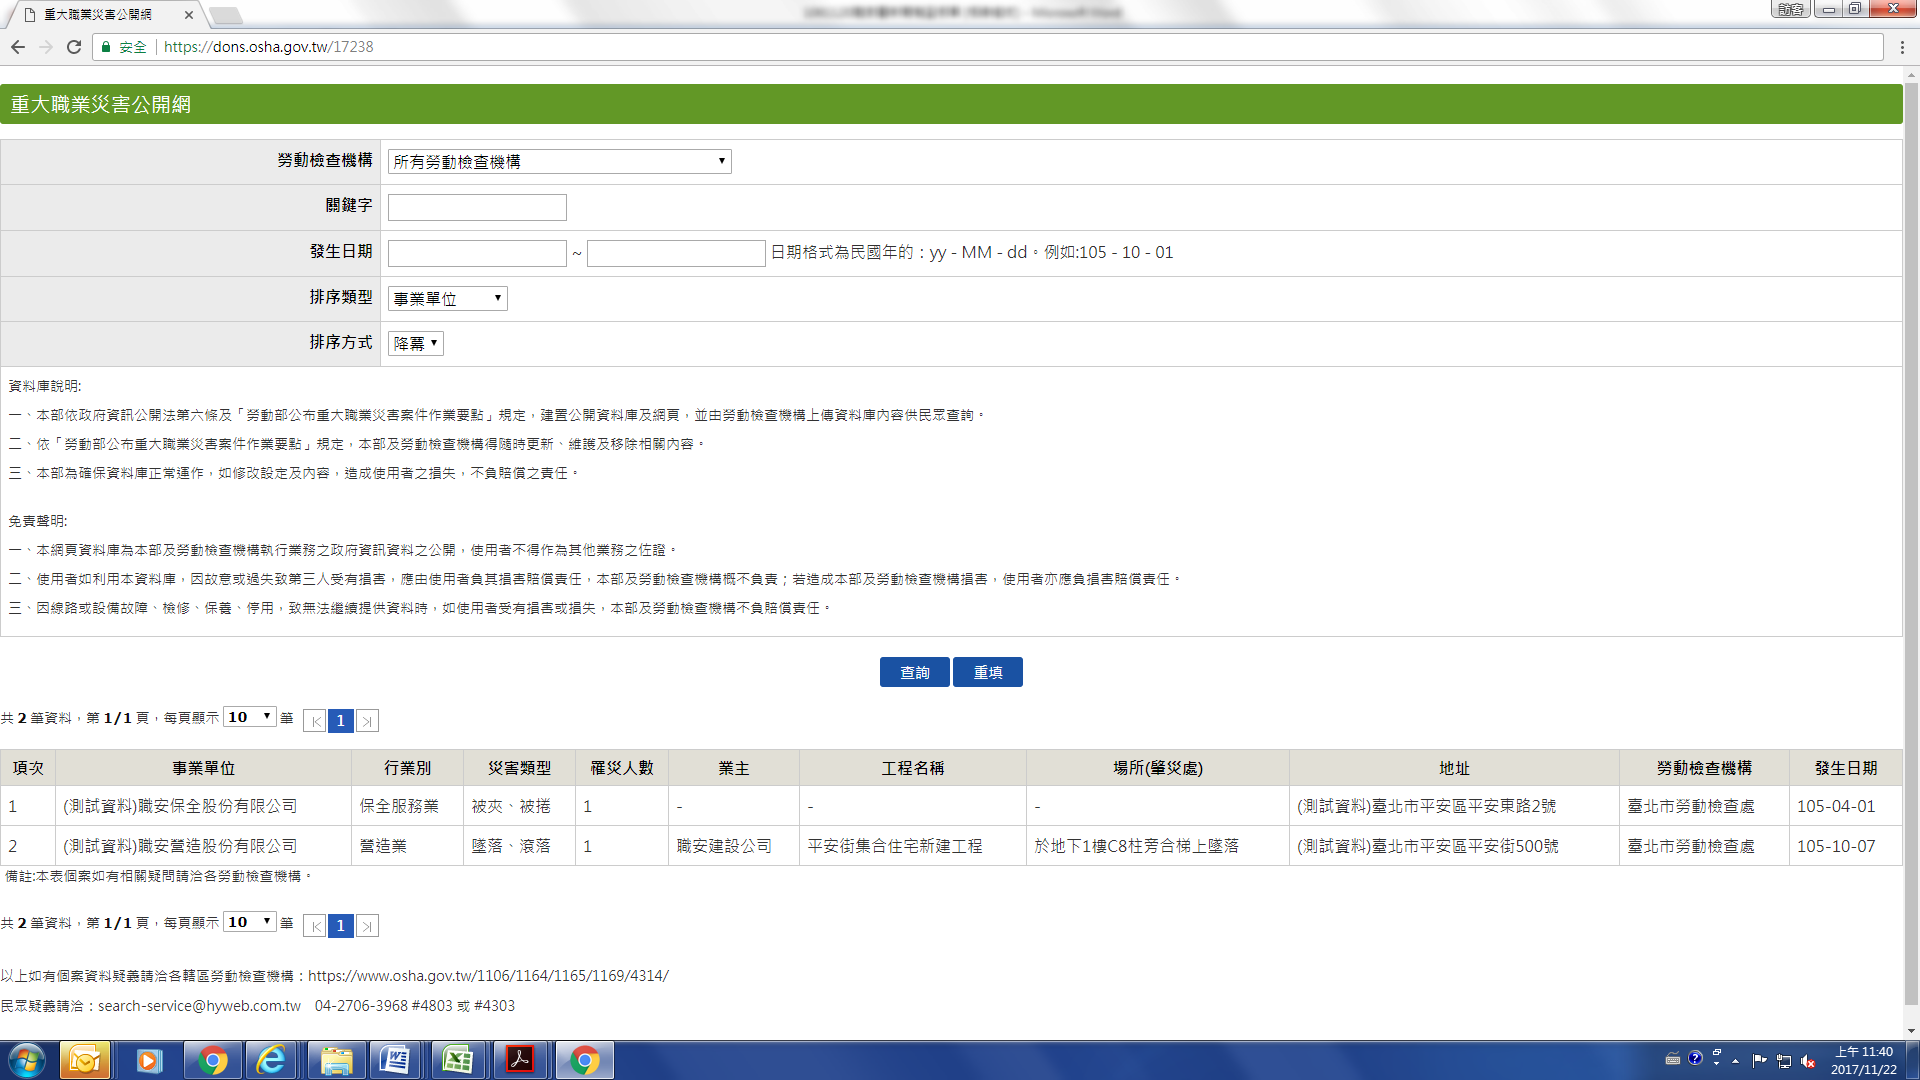 重大職業災害公開網
訪客
安全 https://dons.osha.gov.tw/17238
重大職業災害公開網
勞動檢查機構 所有勞動檢查機構
關鍵字
發生日期 ~ 日期格式為民國年的：yy - MM - dd。例如:105 - 10 - 01
排序類型 事業單位
排序方式 降冪
資料庫說明:
一、本部依政府資訊公開法第六條及「勞動部公布重大職業災害案件作業要點」規定，建置公開資料庫及網頁，並由勞動檢查機構上傳資料庫內容供民眾查詢。
二、依「勞動部公布重大職業災害案件作業要點」規定，本部及勞動檢查機構得隨時更新、維護及移除相關內容。
三、本部為確保資料庫正常運作，如修改設定及內容，造成使用者之損失，不負賠償之責任。
免責聲明:
一、本網頁資料庫為本部及勞動檢查機構執行業務之政府資訊資料之公開，使用者不得作為其他業務之佐證。
二、使用者如利用本資料庫，因故意或過失致第三人受有損害，應由使用者負其損害賠償責任，本部及勞動檢查機構概不負責；若造成本部及勞動檢查機構損害，使用者亦應負損害賠償責任。
三、因線路或設備故障、檢修、保養、停用，致無法繼續提供資料時，如使用者受有損害或損失，本部及勞動檢查機構不負賠償責任。
查詢 重填
共 2 筆資料，第 1/1 頁，每頁顯示 10 筆 1
項次 事業單位 行業別 災害類型 罹災人數 業主 工程名稱 場所(肇災處) 地址 勞動檢查機構 發生日期
1 (測試資料)職安保全股份有限公司 保全服務業 被夾、被捲 1 - - - (測試資料)臺北市平安區平安東路2號 臺北市勞動檢查處 105-04-01
2 (測試資料)職安營造股份有限公司 營造業 墜落、滾落 1 職安建設公司 平安街集合住宅新建工程 於地下1樓C8柱旁合梯上墜落 (測試資料)臺北市平安區平安街500號 臺北市勞動檢查處 105-10-07
備註:本表個案如有相關疑問請洽各勞動檢查機構。
共 2 筆資料，第 1/1 頁，每頁顯示 10 筆 1
以上如有個案資料疑義請洽各轄區勞動檢查機構：https://www.osha.gov.tw/1106/1164/1165/1169/4314/
民眾疑義請洽：search-service@hyweb.com.tw 04-2706-3968 #4803 或 #4303
上午 11:40
2017/11/22